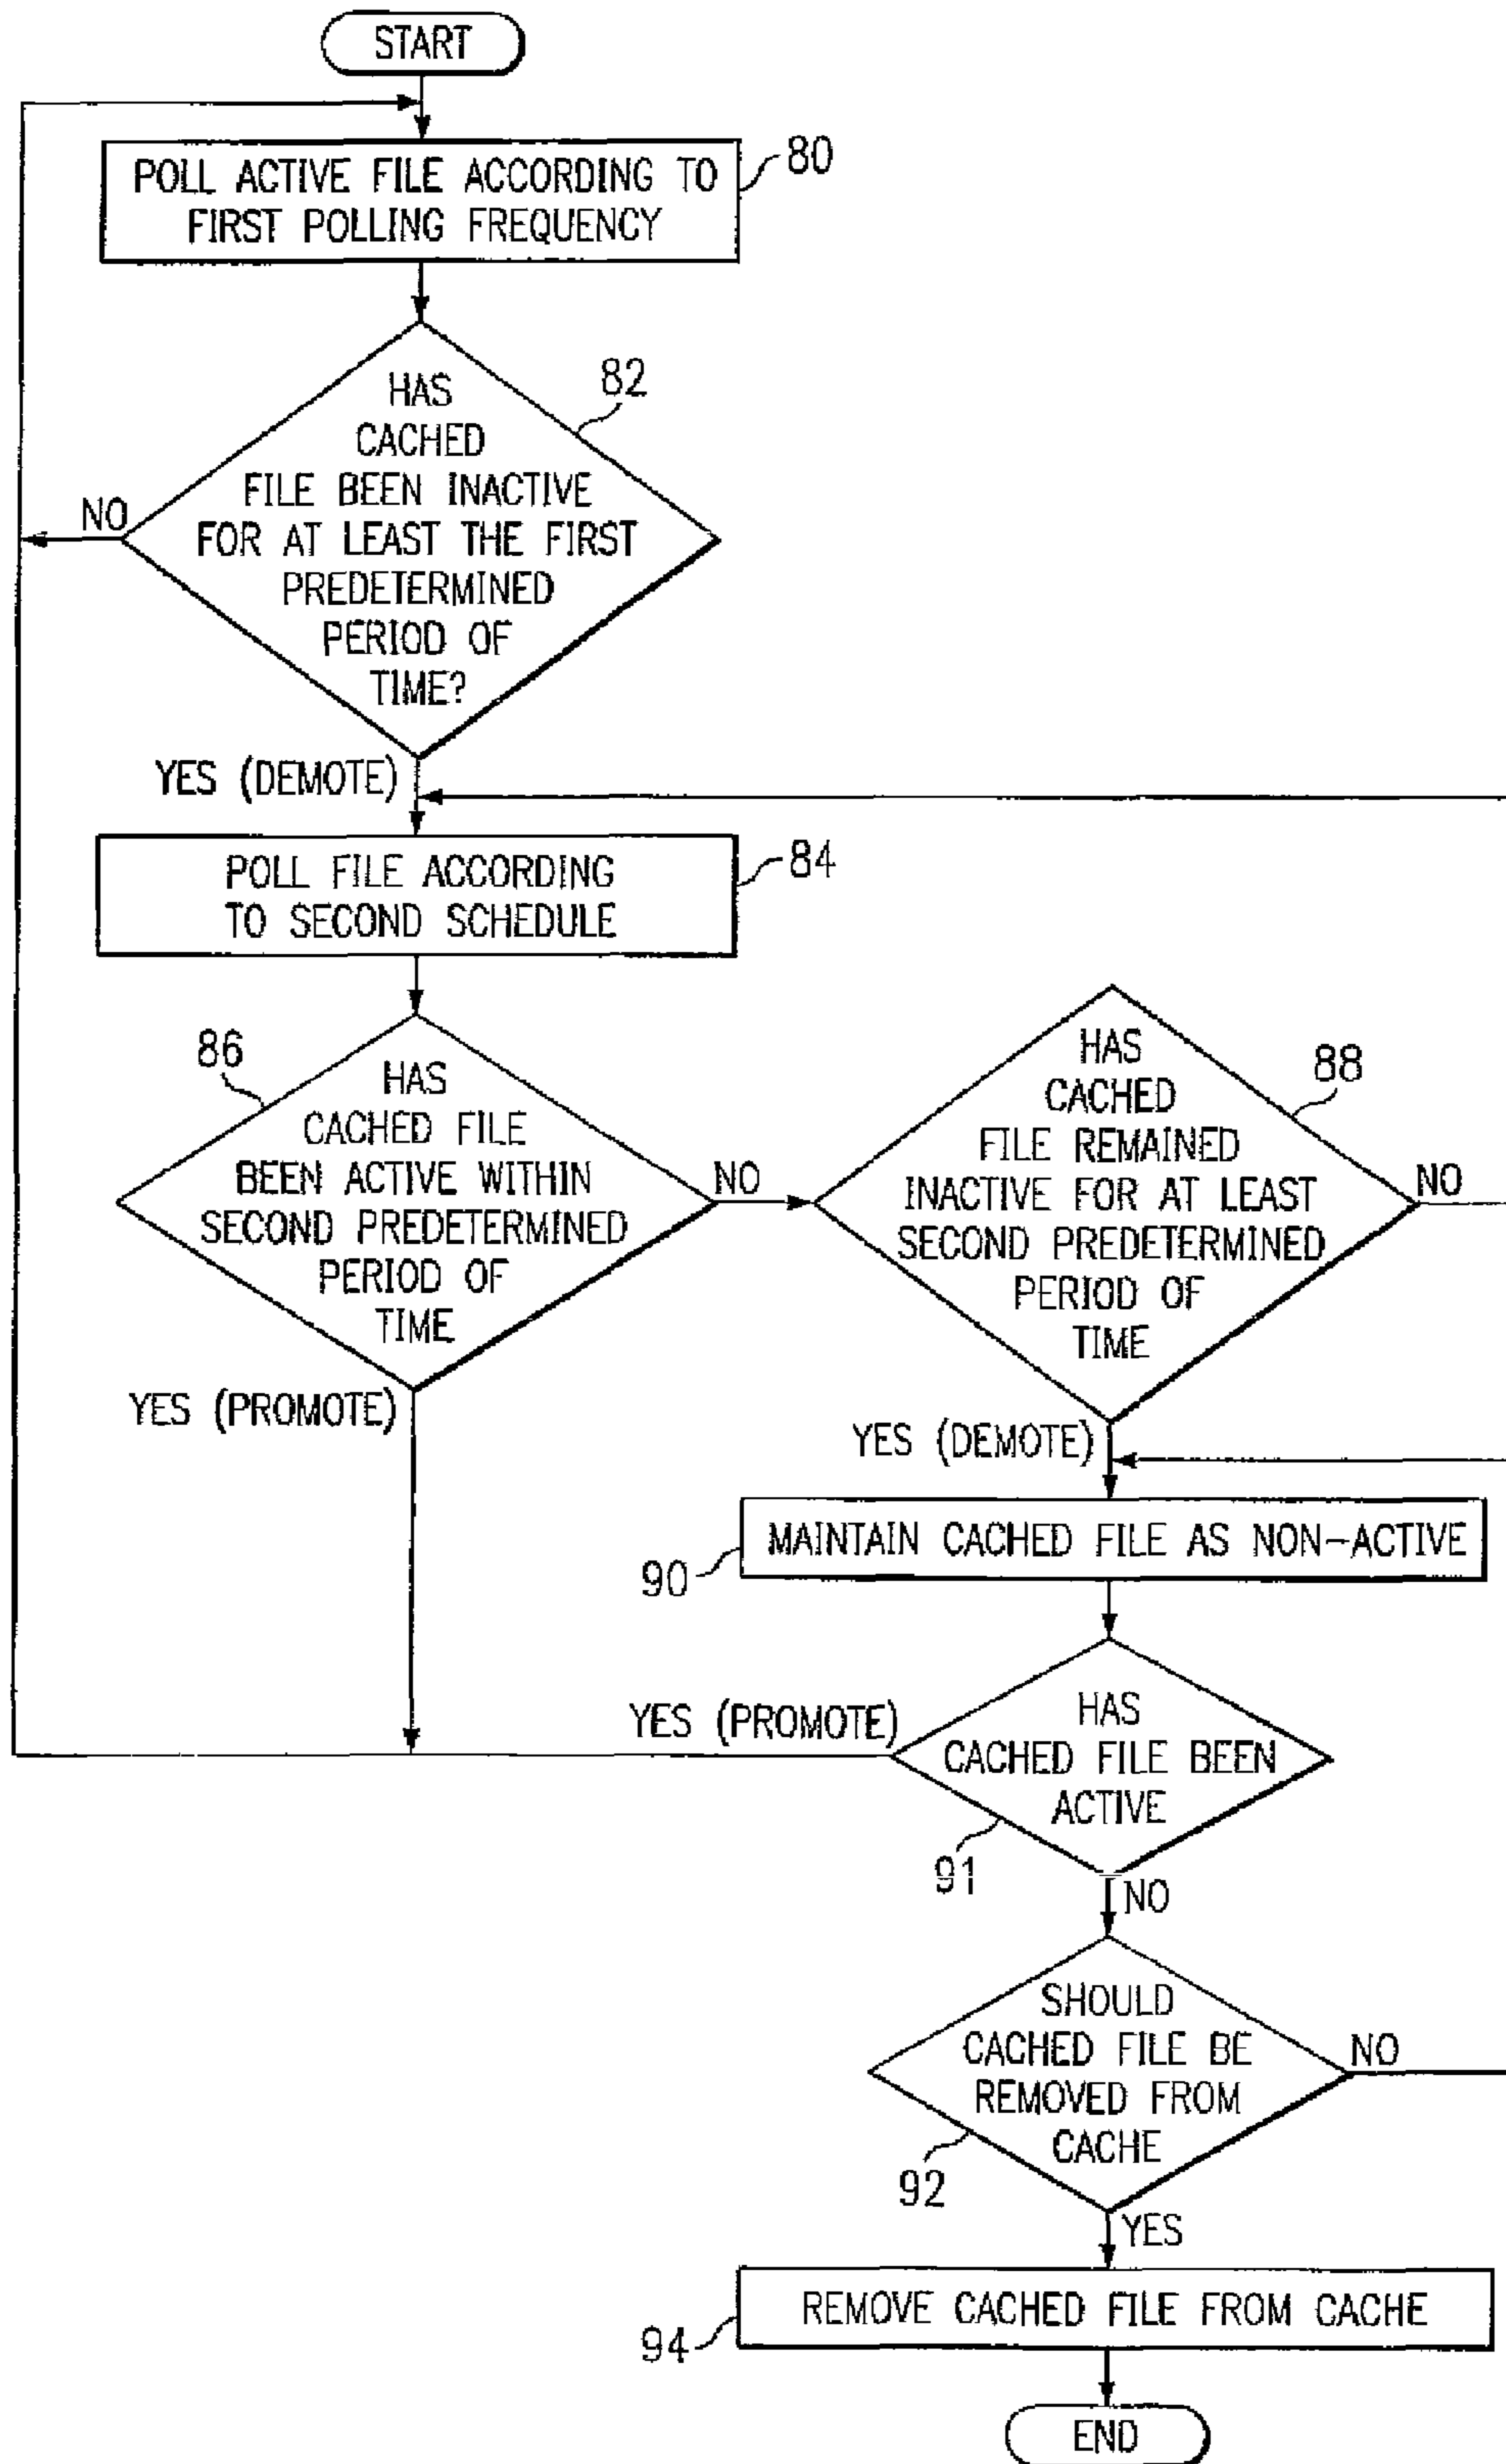 START
POLL ACTIVE FILE ACCORDING TO
FIRST POLLING FREQUENCY
80
HAS
CACHED
FILE BEEN INACTIVE
FOR AT LEAST THE FIRST
PREDETERMINED
PERIOD OF
TIME?
82
NO
YES (DEMOTE)
POLL FILE ACCORDING
TO SECOND SCHEDULE
84
86
HAS
CACHED FILE
BEEN ACTIVE WITHIN
SECOND PREDETERMINED
PERIOD OF
TIME
NO
YES (PROMOTE)
HAS
CACHED
FILE REMAINED
INACTIVE FOR AT LEAST
SECOND PREDETERMINED
PERIOD OF
TIME
88
NO
YES (DEMOTE)
MAINTAIN CACHED FILE AS NON-ACTIVE
90
YES (PROMOTE)
HAS
CACHED FILE BEEN
ACTIVE
91
NO
SHOULD
CACHED FILE BE
REMOVED FROM
CACHE
NO
92
YES
REMOVE CACHED FILE FROM CACHE
94
END